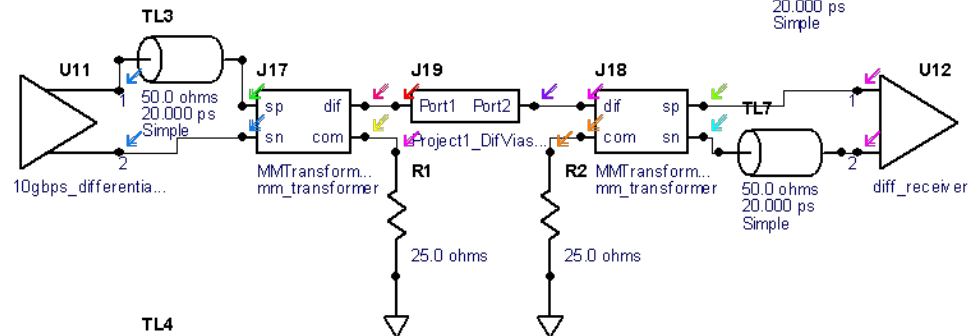 20.000 ps
Simple
TL3
U11
J17
J19
J18
U12
1
50.0 ohms
20.000 ps
Simple
2
sp
dif
sn
com
Port1
Port2
dif
sp
com
sn
TL7
1
2
10gbps_differentia...
MMTransform...
mm_transformer
Project1_DifVias...
R1
R2
MMTransform...
mm_transformer
50.0 ohms
20.000 ps
Simple
diff_receiver
25.0 ohms
25.0 ohms
TL4